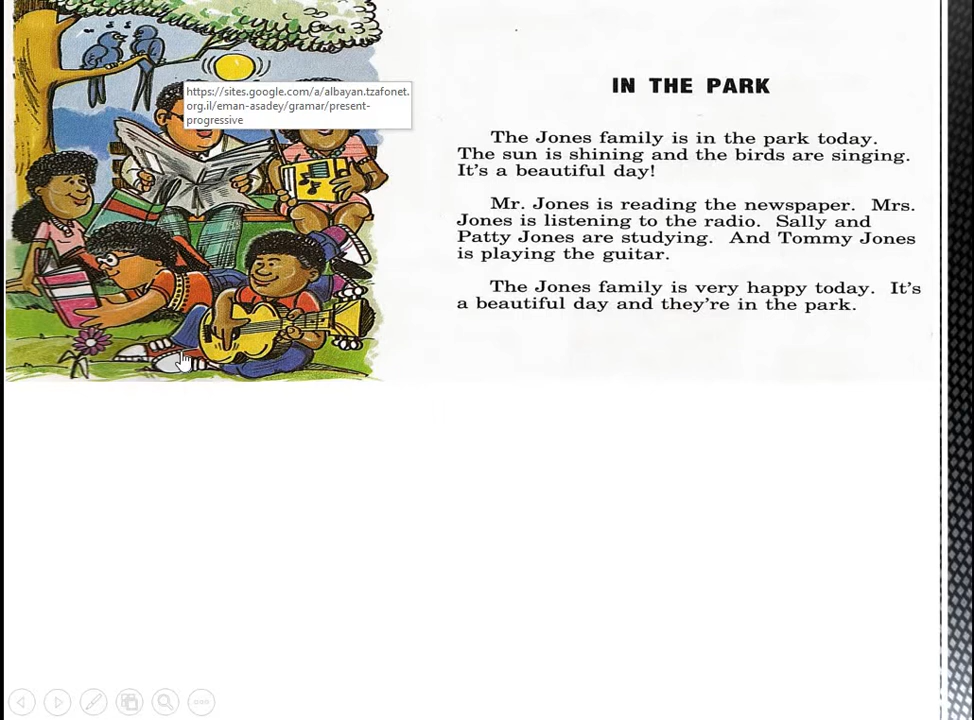 https://sites.google.com/a/albayan.tzafonet.
org.il/eman-asadey/gramar/present-
progressive
IN THE PARK
The Jones family is in the park today.
The sun is shining and the birds are singing.
It's a beautiful day!
Mr. Jones is reading the newspaper. Mrs.
Jones is listening to the radio. Sally and
Patty Jones are studying. And Tommy Jones
is playing the guitar.
The Jones family is very happy today. It's
a beautiful day and they're in the park.